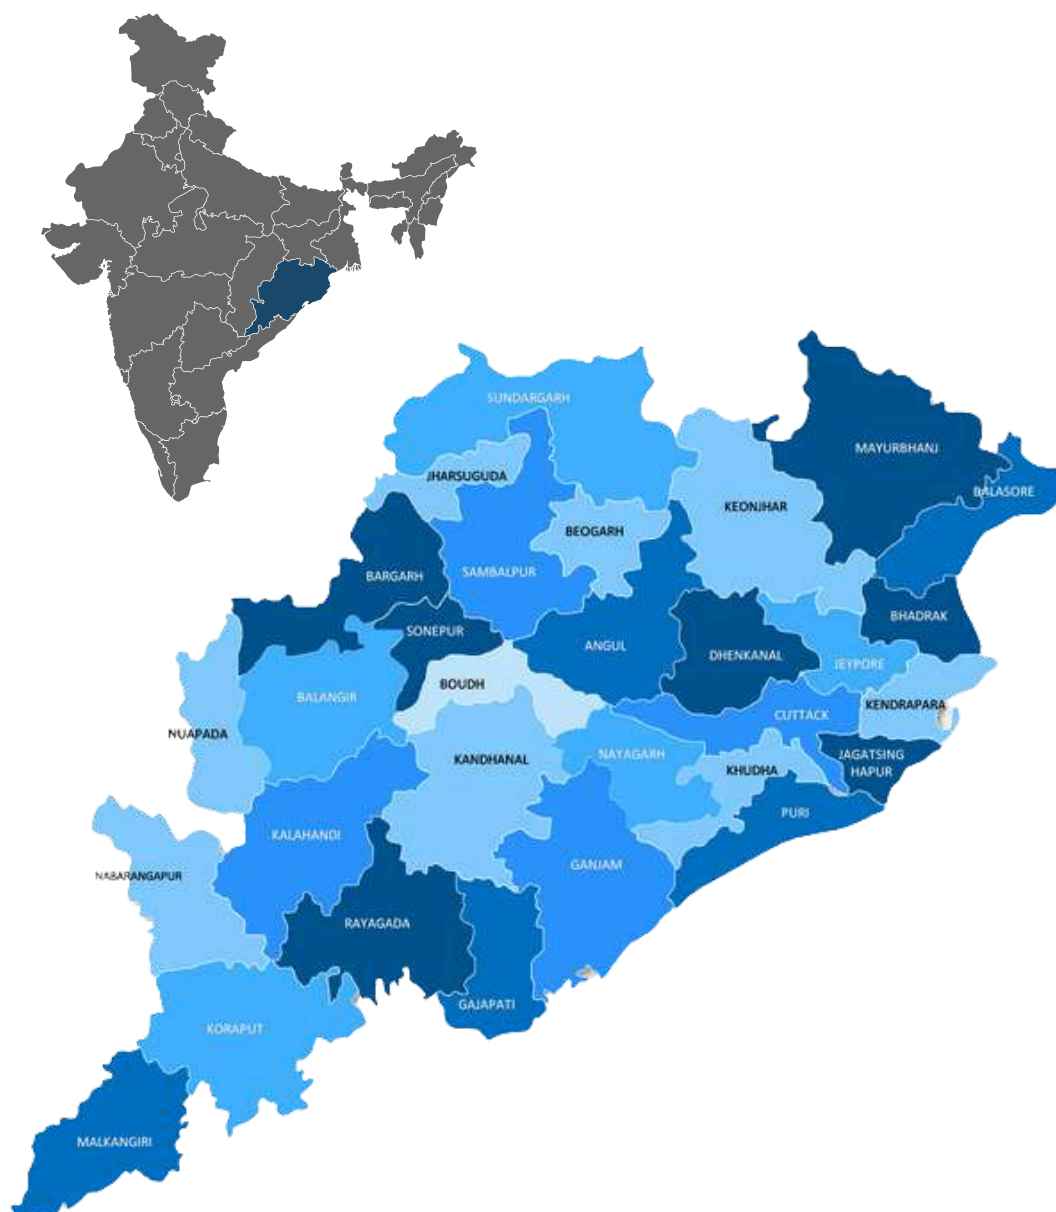 SUNDARGARH
MAYURBHANJ
JHARSUGUDA
BALASORE
KEONJHAR
BEOGARH
SAMBALPUR
BARGARH
BHADRAK
SONEPUR
ANGUL
DHENKANAL
JEYPORE
BOUDH
BALANGIR
KENDRAPARA
CUTTACK
NUAPADA
NAYAGARH
KANDHANAL
JAGATSING
HAPUR
KHUDHA
PURI
KALAHANDI
GANJAM
NABARANGAPUR
RAYAGADA
GAJAPATI
KORAPUT
MALKANGIRI